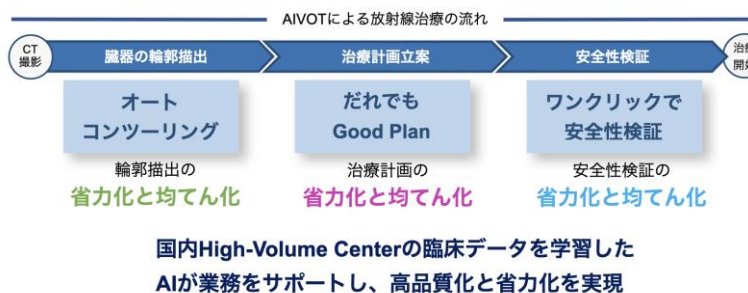 AIVOTによる放射線治療の流れ
CT
撮影
臓器の輪郭描出
治療計画立案
安全性検証
治療
開始
オート
コンツーリング
だれでも
Good Plan
ワンクリックで
安全性検証
輪郭描出の
省力化と均てん化
治療計画の
省力化と均てん化
安全性検証の
省力化と均てん化
国内High-Volume Centerの臨床データを学習した
AIが業務をサポートし、高品質化と省力化を実現